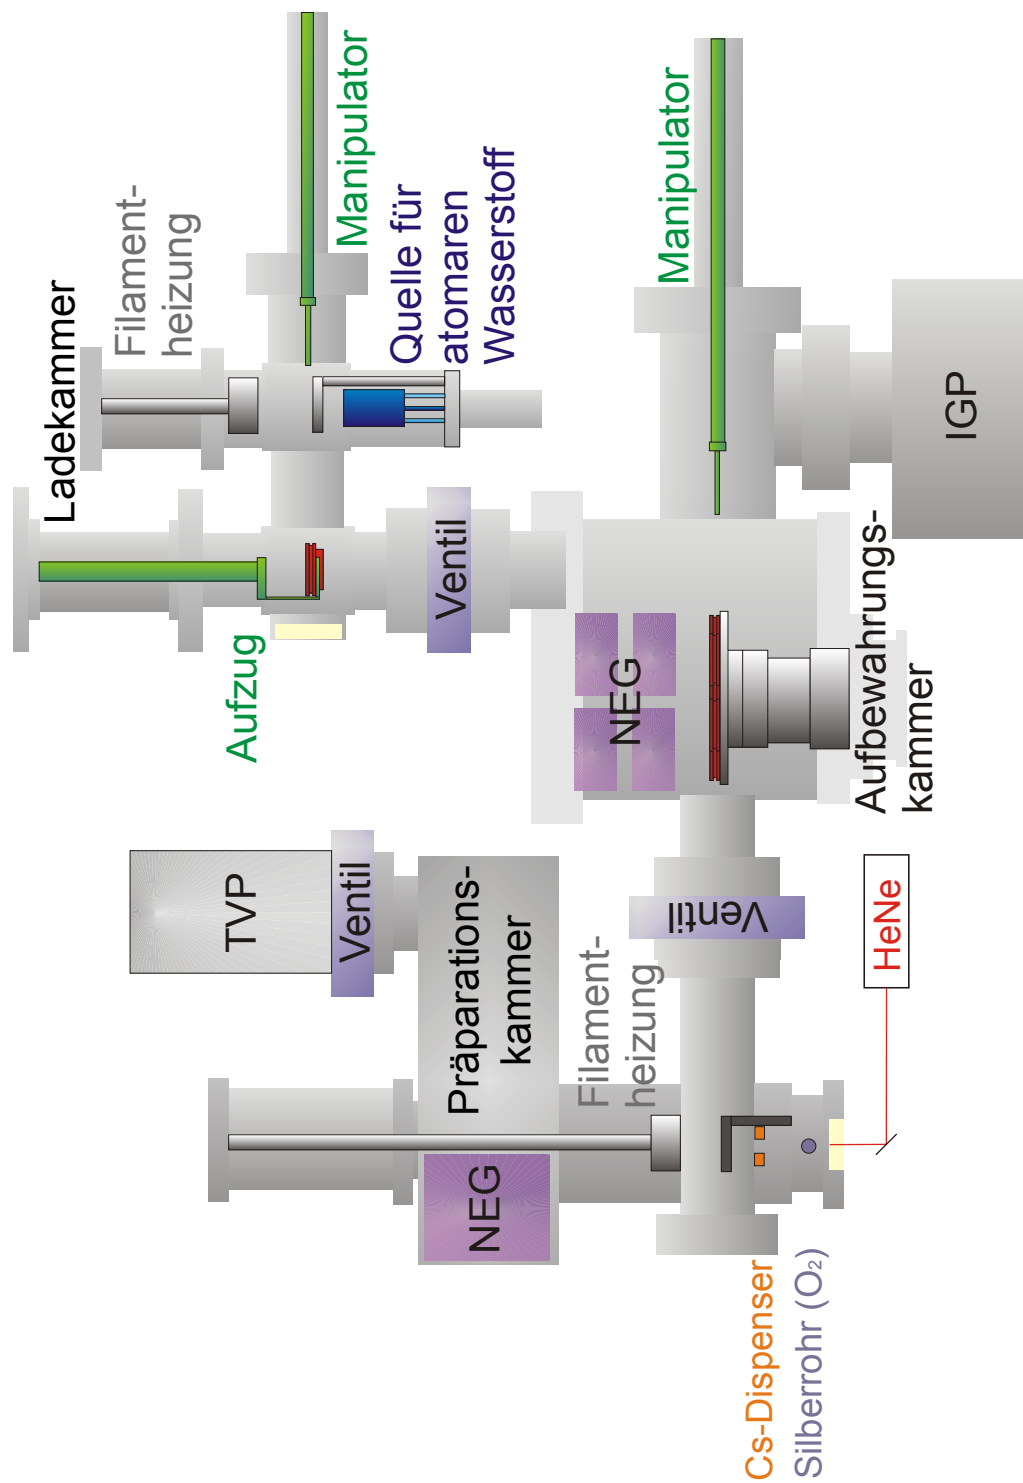 Ladekammer
Filament-
heizung
Manipulator
Quelle für
atomaren
Wasserstoff
Manipulator
Aufzug
Ventil
NEG
IGP
Aufbewahrungs-
kammer
TVP
Ventil
Präparations-
kammer
Filament-
heizung
Ventil
HeNe
NEG
Cs-Dispenser
Silberrohr (O₂)